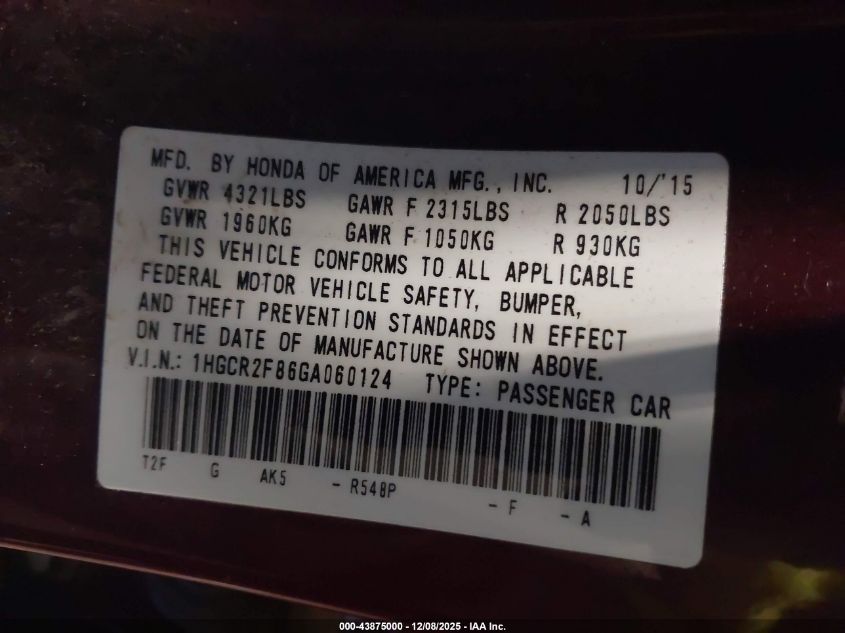 MFD. BY HONDA OF AMERICA MFG., INC. 10/'15
GVWR 4321LBS GAWR F 2315LBS R 2050LBS
GVWR 1960KG GAWR F 1050KG R 930KG
THIS VEHICLE CONFORMS TO ALL APPLICABLE
FEDERAL MOTOR VEHICLE SAFETY, BUMPER,
AND THEFT PREVENTION STANDARDS IN EFFECT
ON THE DATE OF MANUFACTURE SHOWN ABOVE.
V.I.N.: 1HGCR2F86GA060124 TYPE: PASSENGER CAR
T2F G AK5 - R548P - F - A
000-43875000 - 12/08/2025 - IAA Inc.